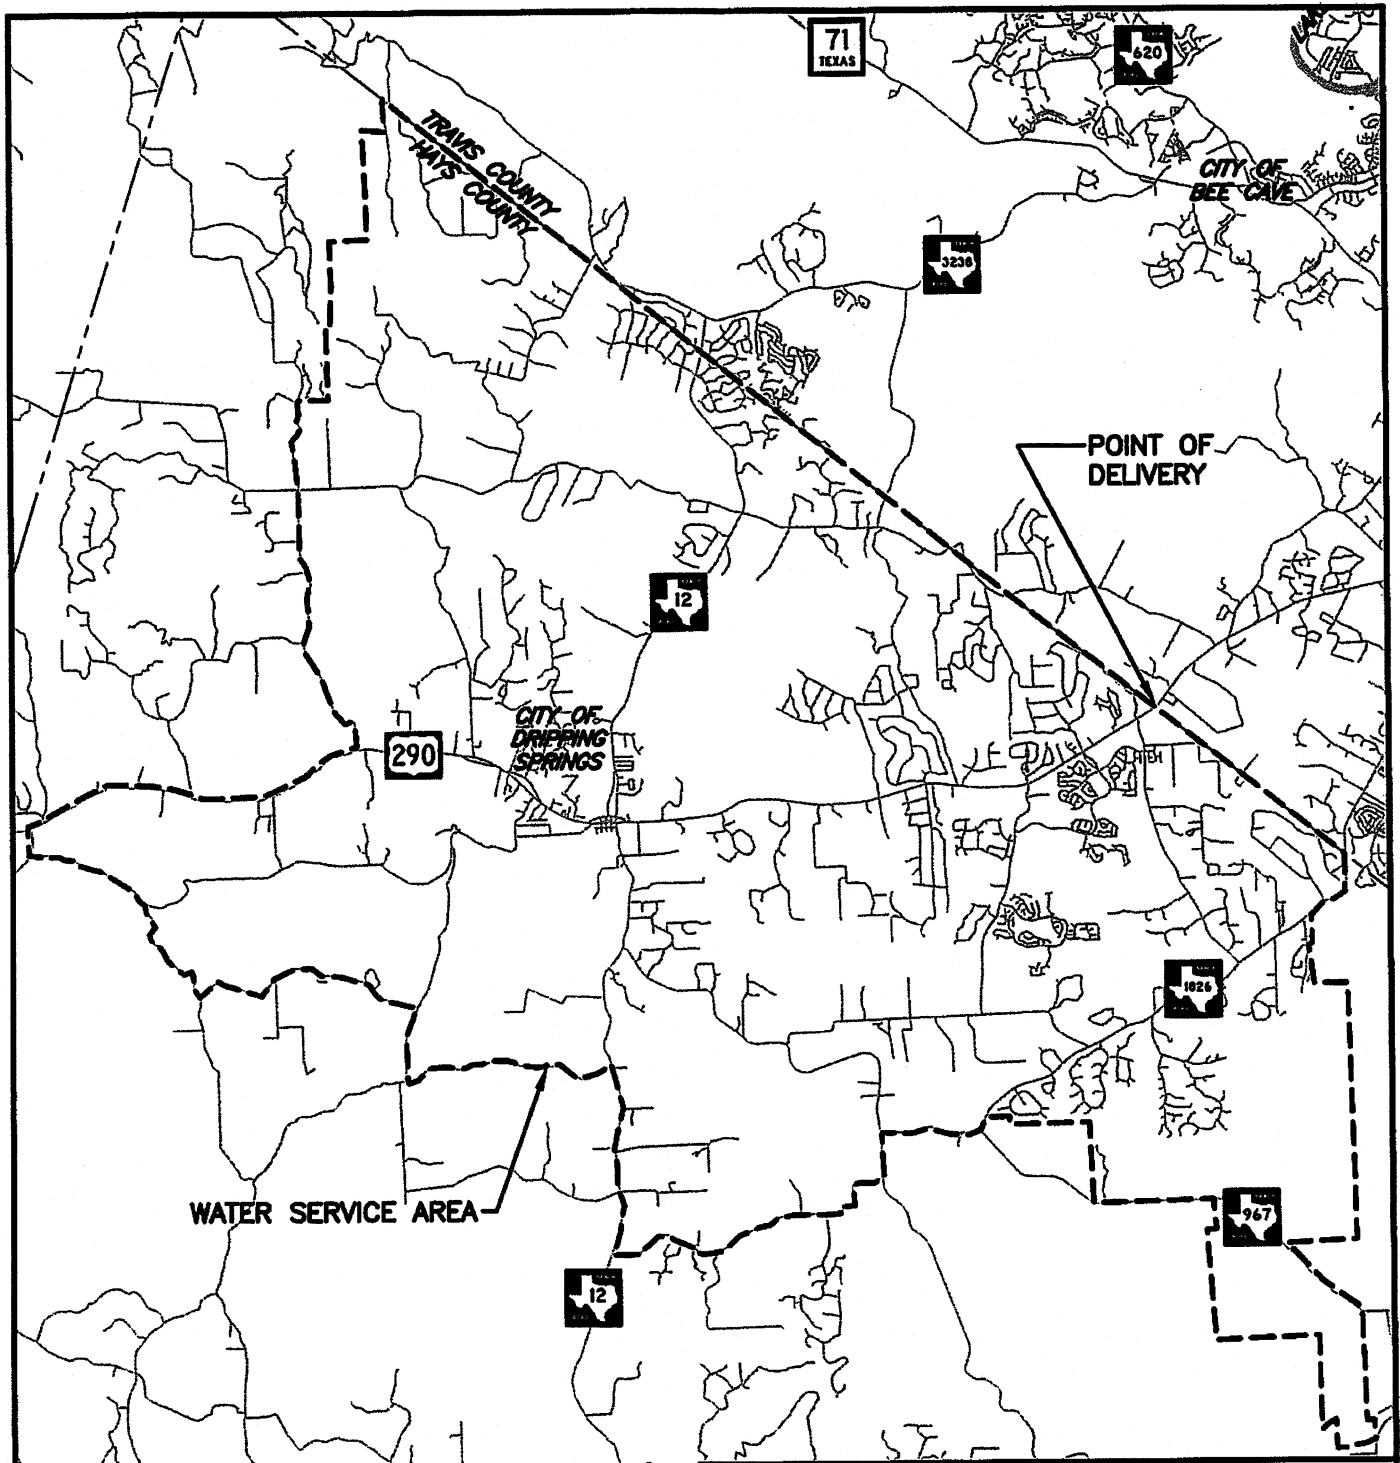 71
TEXAS
620
TRAVIS COUNTY
HAYS COUNTY
CITY OF
BEE CAVE
3238
POINT OF
DELIVERY
12
CITY OF
DRIPPING
SPRINGS
290
1826
WATER SERVICE AREA
967
12